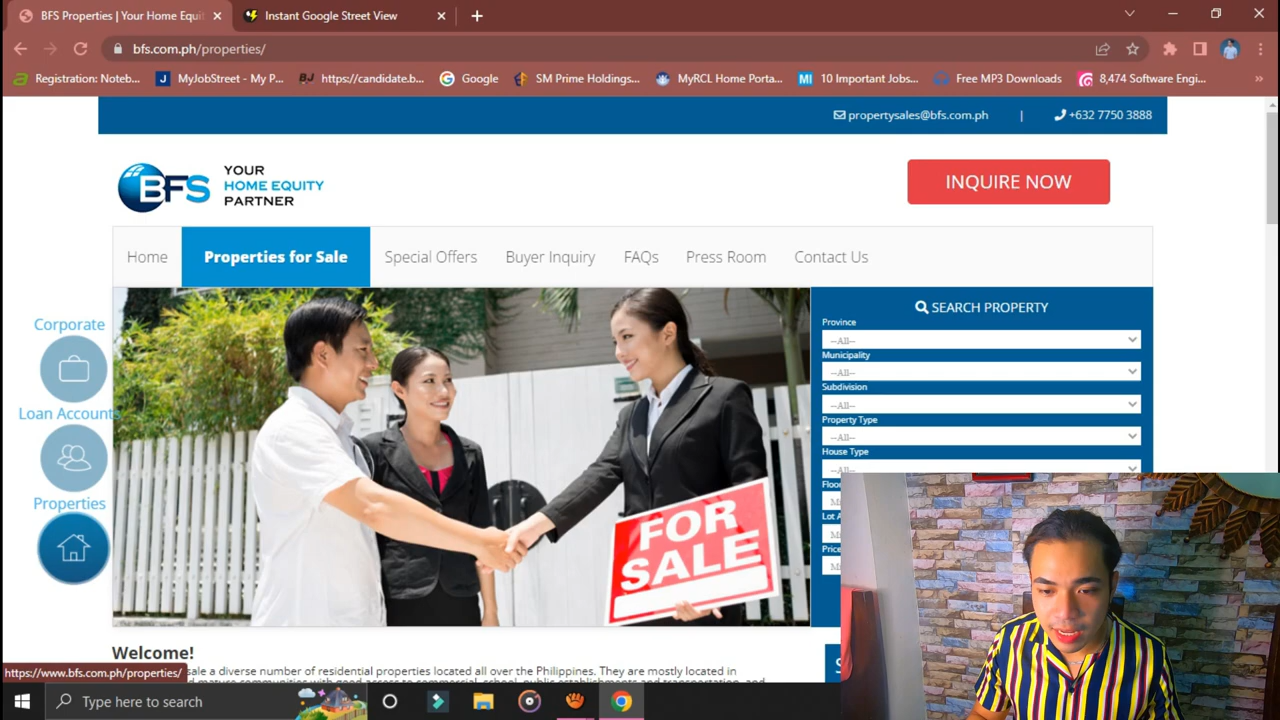 BFS Properties | Your Home Equi
Instant Google Street View
bfs.com.ph/properties/
Registration: Noteb...
MyJobStreet - My P...
https://candidate.b...
Google
SM Prime Holdings...
MyRCL Home Porta...
10 Important Jobs...
Free MP3 Downloads
8,474 Software Engi...
propertysales@bfs.com.ph | +632 7750 3888
BFS
YOUR
HOME EQUITY
PARTNER
INQUIRE NOW
Home
Properties for Sale
Special Offers
Buyer Inquiry
FAQs
Press Room
Contact Us
Corporate
Loan Accounts
Properties
FOR
SALE
SEARCH PROPERTY
Province
--All--
Municipality
--All--
Subdivision
--All--
Property Type
--All--
House Type
--All--
Floo
Lot A
Price
Welcome!
sale a diverse number of residential properties located all over the Philippines. They are mostly located in
https://www.bfs.com.ph/properties/
Type here to search